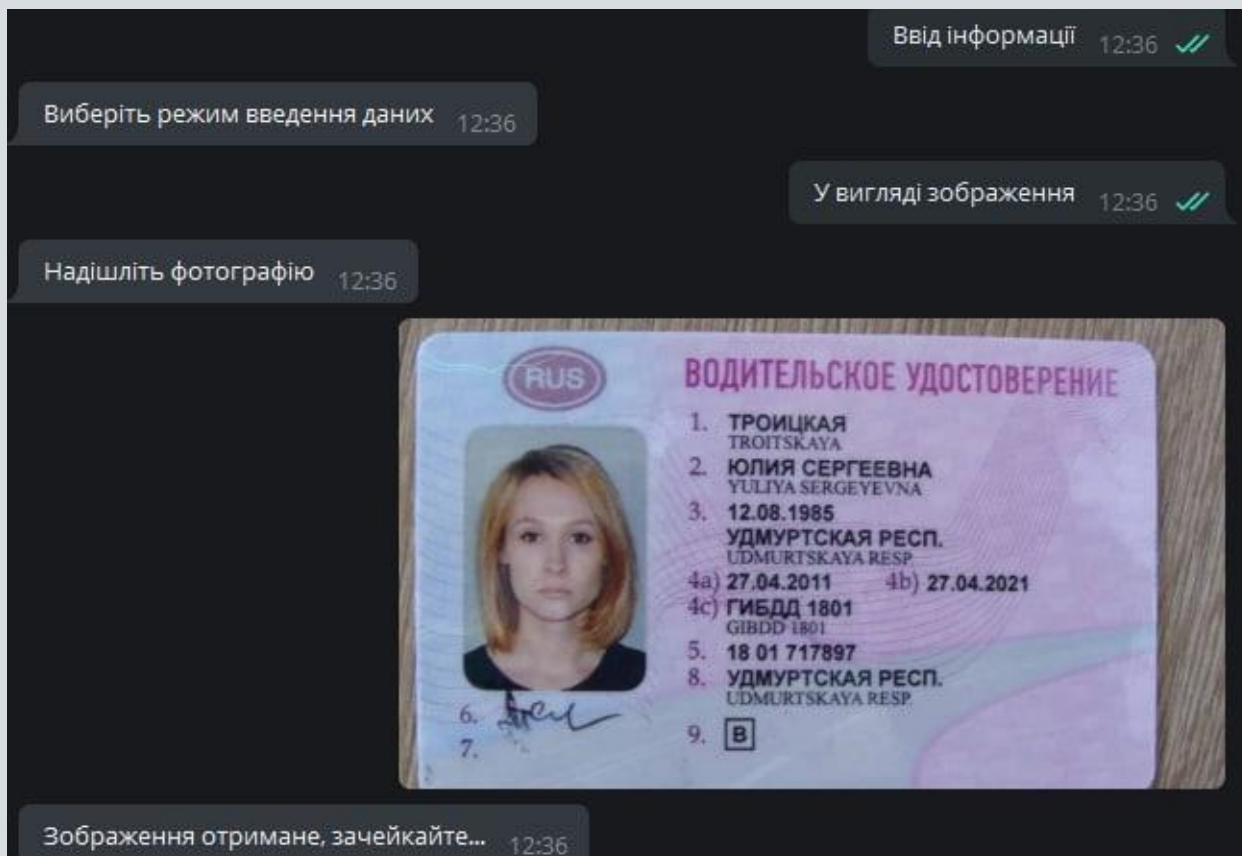 Ввід інформації 12:36
Виберіть режим введення даних 12:36
У вигляді зображення 12:36
Надішліть фотографію 12:36
RUS
ВОДИТЕЛЬСКОЕ УДОСТОВЕРЕНИЕ
1. ТРОИЦКАЯ
TROITSKAYA
2. ЮЛИЯ СЕРГЕЕВНА
YULIYA SERGEYEVNA
3. 12.08.1985
УДМУРТСКАЯ РЕСП.
UDMURTSKAYA RESP.
4a) 27.04.2011 4b) 27.04.2021
4c) ГИБДД 1801
GIBDD 1801
5. 18 01 717897
8. УДМУРТСКАЯ РЕСП.
UDMURTSKAYA RESP.
6.
7.
9. B
Зображення отримане, зачейкайте... 12:36